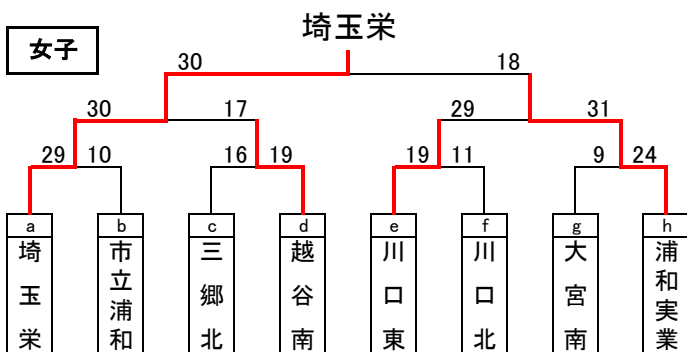 埼玉栄
女子
30 18
30 17 29 31
29 10 16 19 19 11 9 24
a b c d e f g h
埼玉栄
市立浦和
三郷北
越谷南
川口東
川口北
大宮南
浦和実業